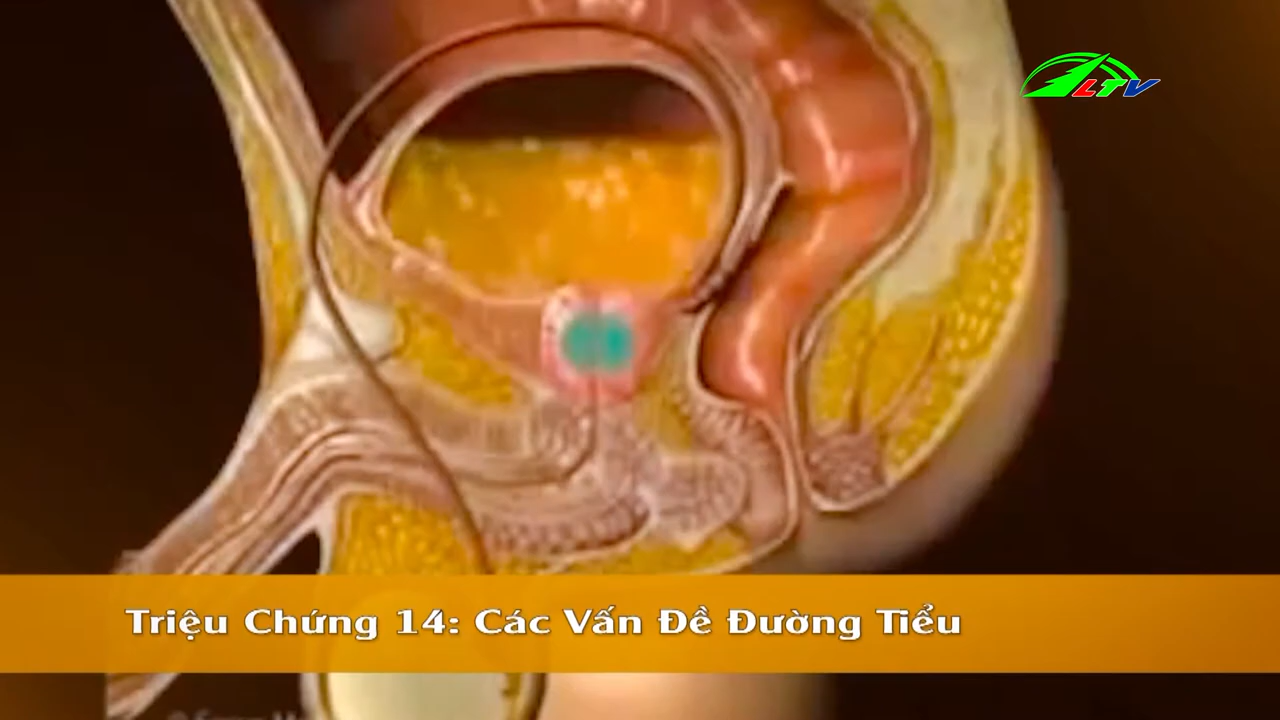 LTV
Triệu Chứng 14: Các Vấn Đề Đường Tiểu